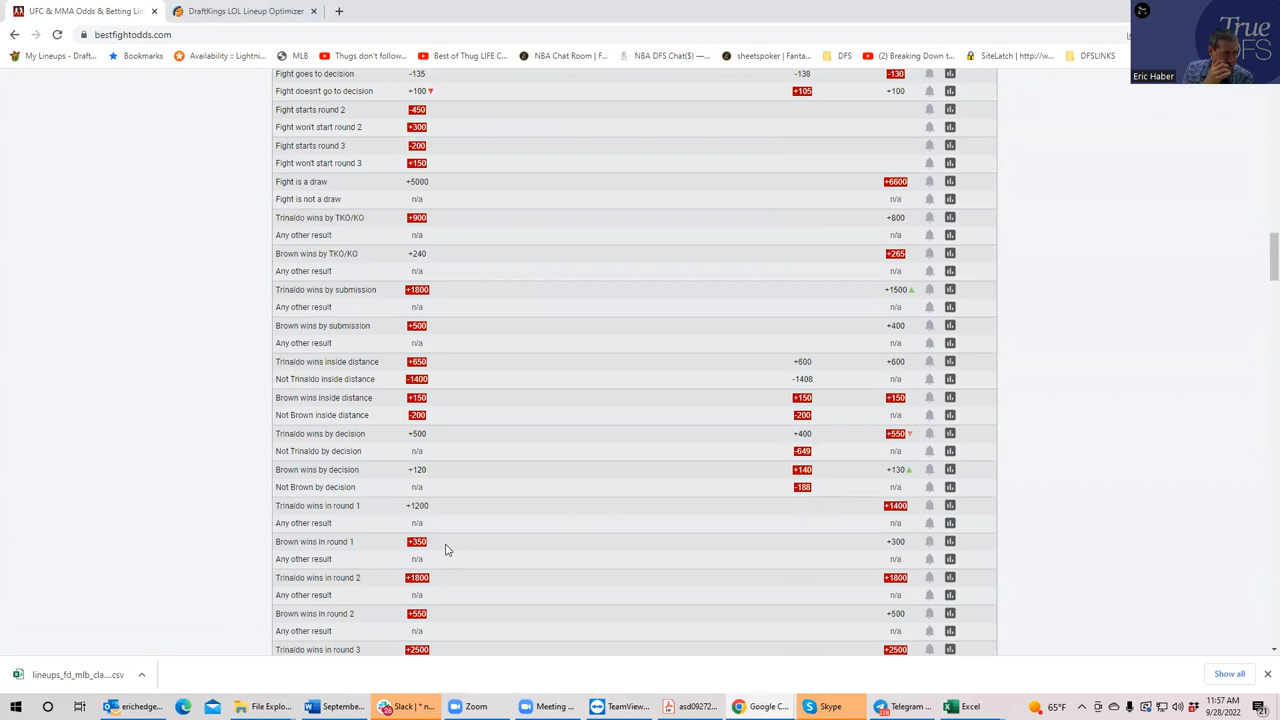 UFC & MMA Odds & Betting Lin
DraftKings LOL Lineup Optimizer
bestfightodds.com
My Lineups - Draft... Bookmarks Availability :: Lightni... MLB Thugs don't follow... Best of Thug LIFE C... NBA Chat Room | F... NBA DFS Chat($) —... sheetspoker | Fanta... DFS (2) Breaking Down t... SiteLatch | http://w... DFSLINKS
True
DFS
Eric Haber
Fight goes to decision -135 -138 -130
Fight doesn't go to decision +100▼ +105 +100
Fight starts round 2 -450
Fight won't start round 2 +300
Fight starts round 3 -200
Fight won't start round 3 +150
Fight is a draw +5000 +6600
Fight is not a draw n/a n/a
Trinaldo wins by TKO/KO +900 +800
Any other result n/a n/a
Brown wins by TKO/KO +240 +265
Any other result n/a n/a
Trinaldo wins by submission +1800 +1500▲
Any other result n/a n/a
Brown wins by submission +500 +400
Any other result n/a n/a
Trinaldo wins inside distance +650 +600 +600
Not Trinaldo inside distance -1400 -1408 n/a
Brown wins inside distance +150 +150 +150
Not Brown inside distance -200 -200 n/a
Trinaldo wins by decision +500 +400 +550▼
Not Trinaldo by decision n/a -649 n/a
Brown wins by decision +120 +140 +130▲
Not Brown by decision n/a -188 n/a
Trinaldo wins in round 1 +1200 +1400
Any other result n/a n/a
Brown wins in round 1 +350 +300
Any other result n/a n/a
Trinaldo wins in round 2 +1800 +1800
Any other result n/a n/a
Brown wins in round 2 +550 +500
Any other result n/a n/a
Trinaldo wins in round 3 +2500 +2500
lineups_fd_mlb_cla....csv
Show all
erichedge... File Explo... Septembe... Slack | * n... Zoom Meeting ... TeamView... asd09272... Google C... Skype Telegram ... Excel
65°F
11:57 AM
9/28/2022
21